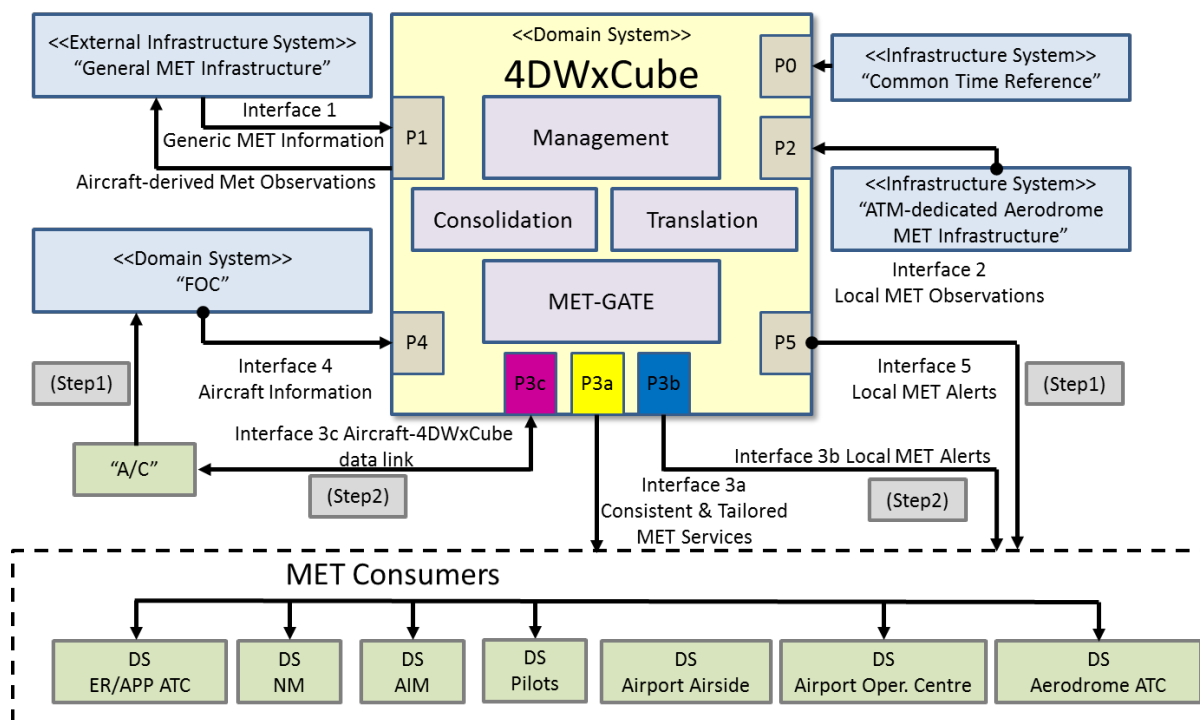 <<External Infrastructure System>>
“General MET Infrastructure”
Interface 1
Generic MET Information
Aircraft-derived Met Observations
<<Domain System>>
“FOC”
(Step1)
Interface 4
Aircraft Information
“A/C”
Interface 3c Aircraft-4DWxCube
data link
(Step2)
<<Domain System>>
4DWxCube
P0
P1
P2
Management
Consolidation
Translation
MET-GATE
P4
P5
P3c
P3a
P3b
<<Infrastructure System>>
“Common Time Reference”
<<Infrastructure System>>
“ATM-dedicated Aerodrome
MET Infrastructure”
Interface 2
Local MET Observations
Interface 5
Local MET Alerts
(Step1)
Interface 3b Local MET Alerts
(Step2)
Interface 3a
Consistent & Tailored
MET Services
MET Consumers
DS
ER/APP ATC
DS
NM
DS
AIM
DS
Pilots
DS
Airport Airside
DS
Airport Oper. Centre
DS
Aerodrome ATC